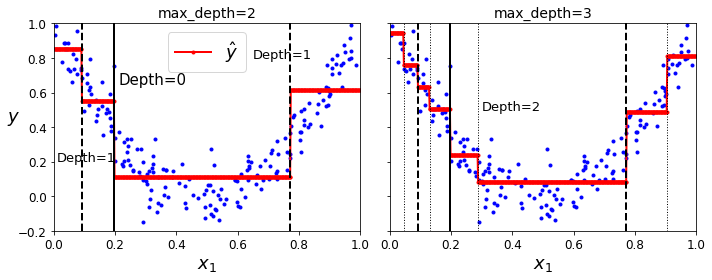 max_depth=2
max_depth=3
1.0
0.8
0.6
0.4
0.2
0.0
−0.2
y
ŷ
Depth=1
Depth=0
Depth=1
Depth=2
0.0 0.2 0.4 0.6 0.8 1.0
0.0 0.2 0.4 0.6 0.8 1.0
x₁
x₁